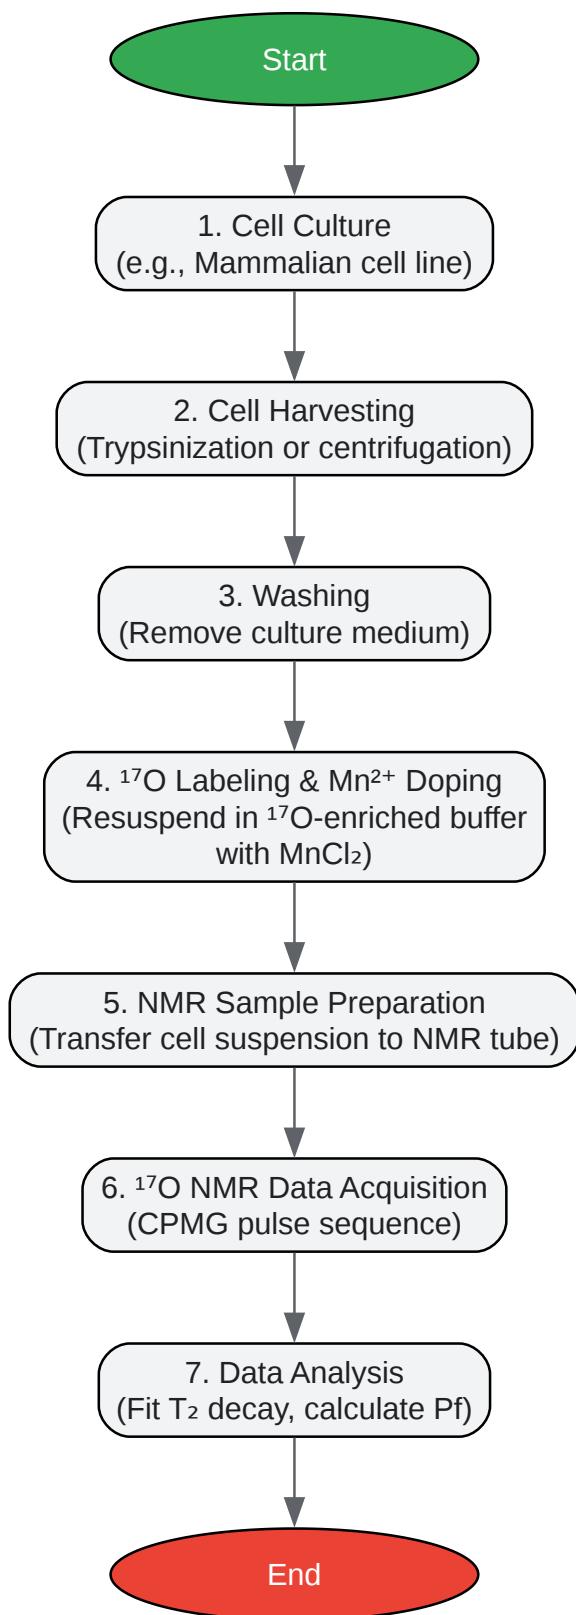 Start
1. Cell Culture
(e.g., Mammalian cell line)
2. Cell Harvesting
(Trypsinization or centrifugation)
3. Washing
(Remove culture medium)
4. ¹⁷O Labeling & Mn²⁺ Doping
(Resuspend in ¹⁷O-enriched buffer
with MnCl₂)
5. NMR Sample Preparation
(Transfer cell suspension to NMR tube)
6. ¹⁷O NMR Data Acquisition
(CPMG pulse sequence)
7. Data Analysis
(Fit T₂ decay, calculate Pf)
End